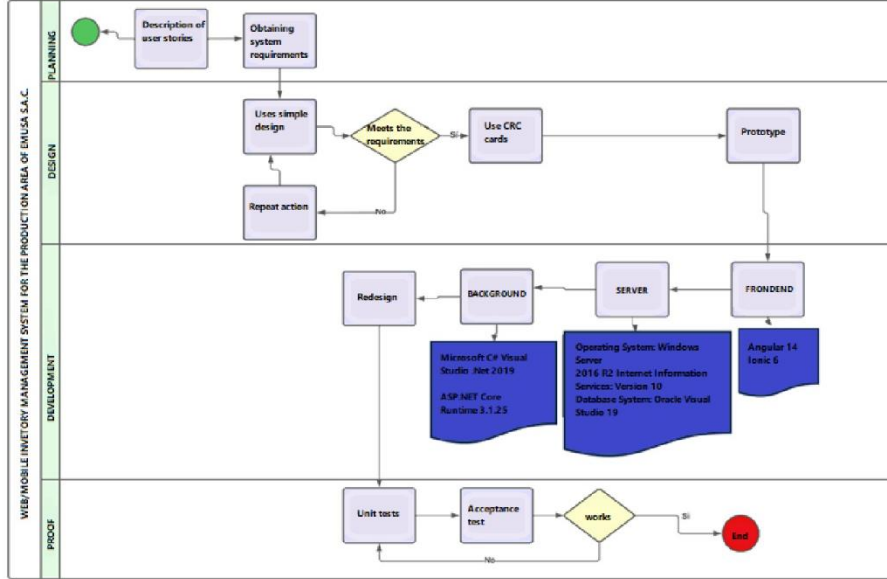 WEB/MOBILE INVETORY MANAGEMENT SYSTEM FOR THE PRODUCTION AREA OF EMUSA S.A.C.
PLANNING
Description of
user stories
Obtaining
system
requirements
DESIGN
Uses simple
design
Meets the
requirements
Si
Use CRC
cards
Prototype
Repeat action
No
DEVELOPMENT
Redesign
BACKGROUND
SERVER
FRONDEND
Microsoft C# Visual
Studio .Net 2019
ASP.NET Core
Runtime 3.1.25
Operating System: Windows
Server
2016 R2 Internet Information
Services: Version 10
Database System: Oracle Visual
Studio 19
Angular 14
Ionic 6
PROOF
Unit tests
Acceptance
test
works
Si
End
No